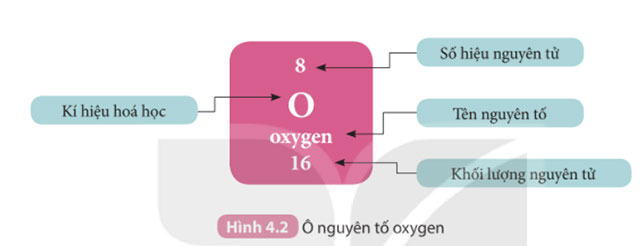 8
Số hiệu nguyên tử
Kí hiệu hoá học
O
oxygen
Tên nguyên tố
16
Khối lượng nguyên tử
Hình 4.2 Ô nguyên tố oxygen